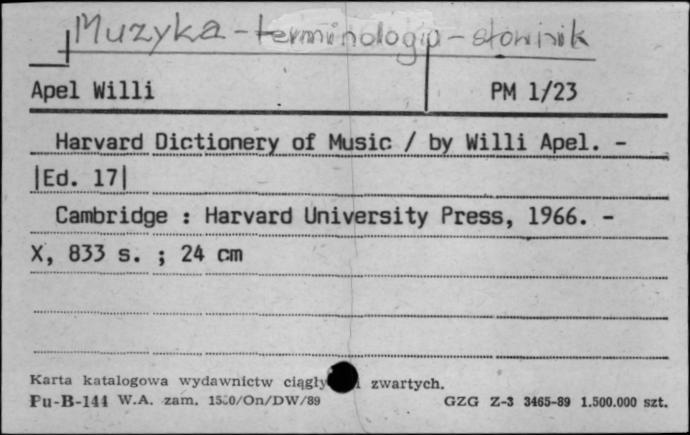 Muzyka - terminologia - słownik
Apel Willi PM 1/23
Harvard Dictionery of Music / by Willi Apel. -
|Ed. 17|
Cambridge : Harvard University Press, 1966. -
X, 833 s. ; 24 cm
Karta katalogowa wydawnictw zwartych.
Pu-B-144 W.A. zam. /On/DW/89 GZG Z-3 3465-89 1.500.000 szt.